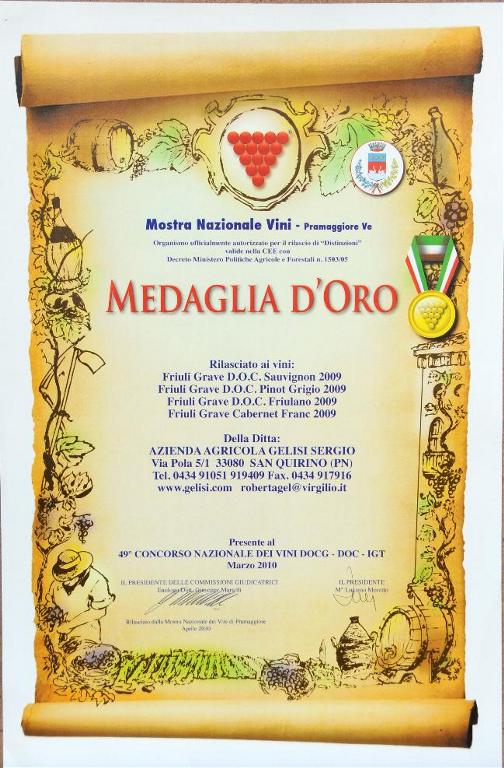 Mostra Nazionale Vini - Pramaggiore Ve
Organismo ufficialmente autorizzato per il rilascio di "Distinzioni"
valide nella CEE con
Decreto Ministero Politiche Agricole e Forestali n. 1503/05
MEDAGLIA D'ORO
Rilasciato ai vini:
Friuli Grave D.O.C. Sauvignon 2009
Friuli Grave D.O.C. Pinot Grigio 2009
Friuli Grave D.O.C. Friulano 2009
Friuli Grave Cabernet Franc 2009
Della Ditta:
AZIENDA AGRICOLA GELISI SERGIO
Via Pola 5/1 33080 SAN QUIRINO (PN)
Tel. 0434 91051 919409 Fax. 0434 917916
www.gelisi.com robertagel@virgilio.it
Presente al
49° CONCORSO NAZIONALE DEI VINI DOCG - DOC - IGT
Marzo 2010
IL PRESIDENTE DELLE COMMISSIONI GIUDICATRICI
Enologo Dott. Giuseppe
IL PRESIDENTE
M° Luciano Moretto
Rilasciato dalla Mostra Nazionale dei Vini di Pramaggiore
Aprile 2010